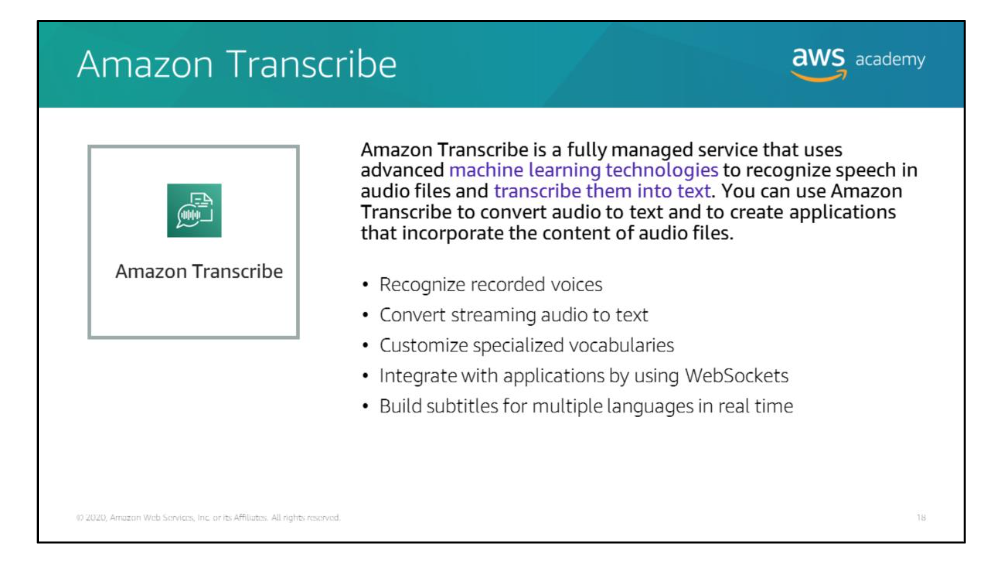 Amazon Transcribe
aws academy
Amazon Transcribe is a fully managed service that uses
advanced machine learning technologies to recognize speech in
audio files and transcribe them into text. You can use Amazon
Transcribe to convert audio to text and to create applications
that incorporate the content of audio files.
Amazon Transcribe
• Recognize recorded voices
• Convert streaming audio to text
• Customize specialized vocabularies
• Integrate with applications by using WebSockets
• Build subtitles for multiple languages in real time
© 2020, Amazon Web Services, Inc. or its Affiliates. All rights reserved.
18